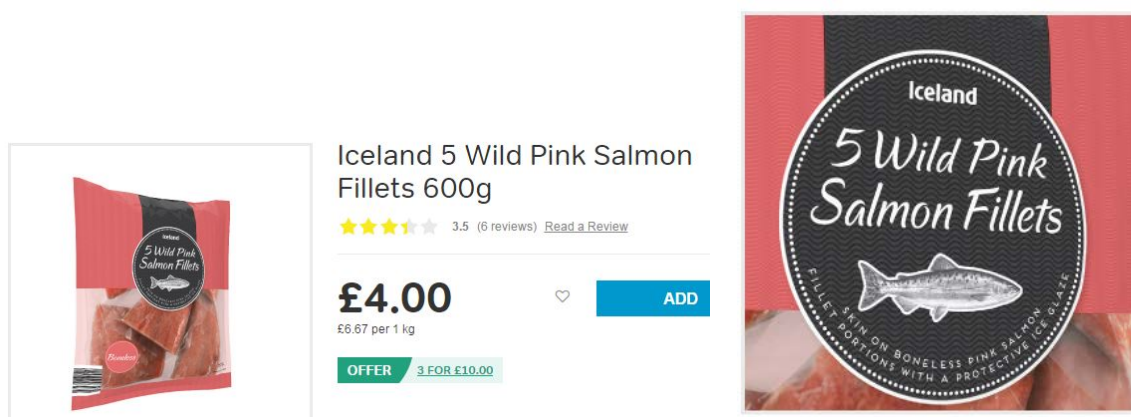 Iceland
5 Wild Pink
Salmon Fillets
Boneless
Iceland 5 Wild Pink Salmon
Fillets 600g
3.5 (6 reviews) Read a Review
£4.00
£6.67 per 1 kg
ADD
OFFER 3 FOR £10.00
Iceland
5 Wild Pink
Salmon Fillets
SKIN ON BONELESS PINK SALMON
FILLET PORTIONS WITH A PROTECTIVE ICE GLAZE